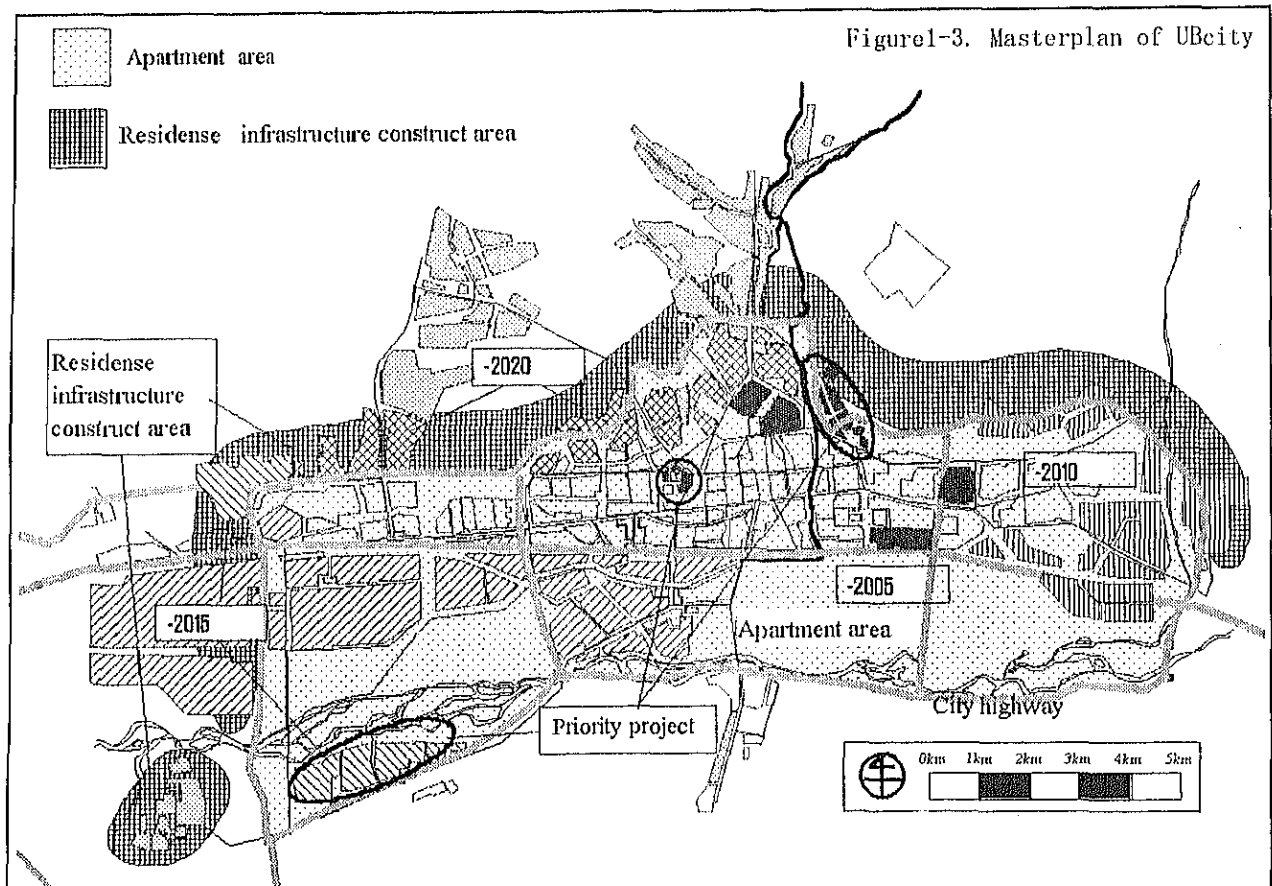 Figure1-3. Masterplan of UBcity
Apartment area
Residense infrastructure construct area
Residense
infrastructure
construct area
-2020
-2010
-2005
-2015
Apartment area
Priority project
City highway
0km 1km 2km 3km 4km 5km